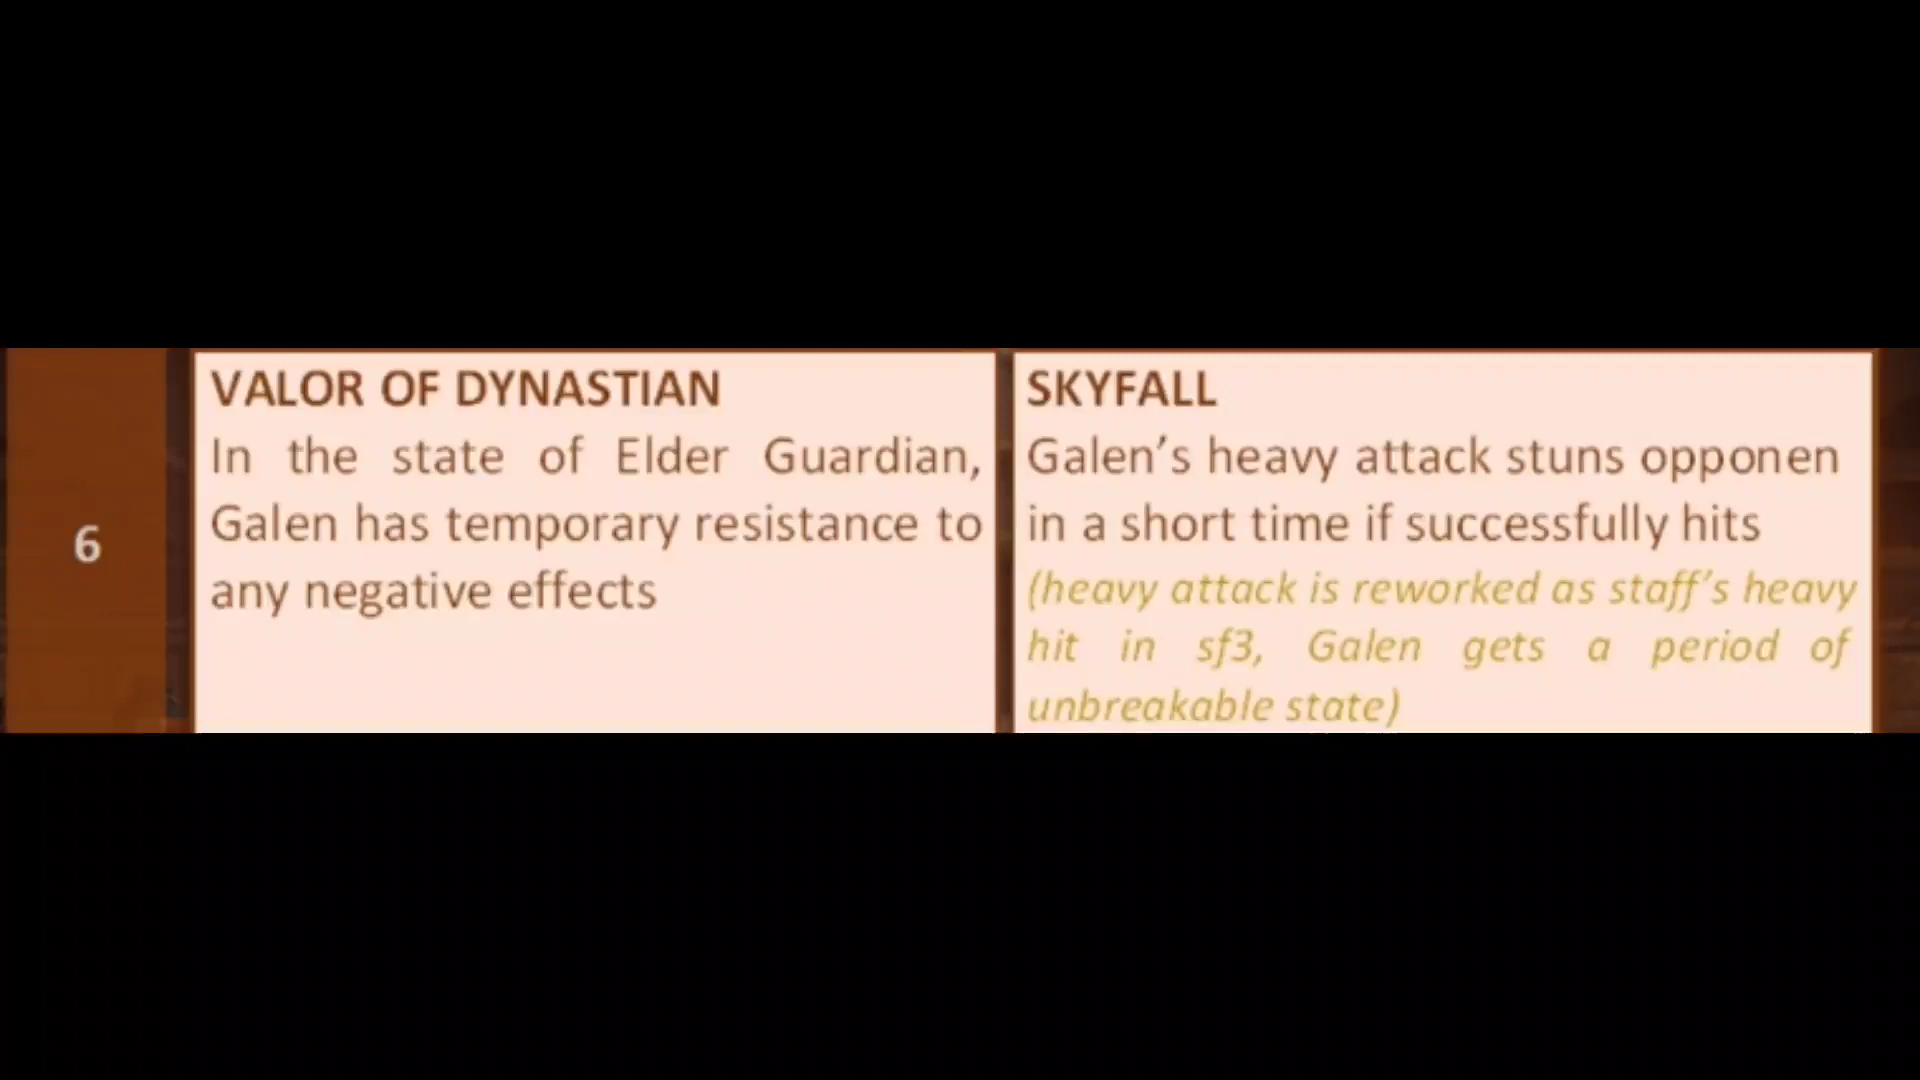 6
VALOR OF DYNASTIAN
In the state of Elder Guardian,
Galen has temporary resistance to
any negative effects
SKYFALL
Galen's heavy attack stuns opponen
in a short time if successfully hits
(heavy attack is reworked as staff's heavy
hit in sf3, Galen gets a period of
unbreakable state)